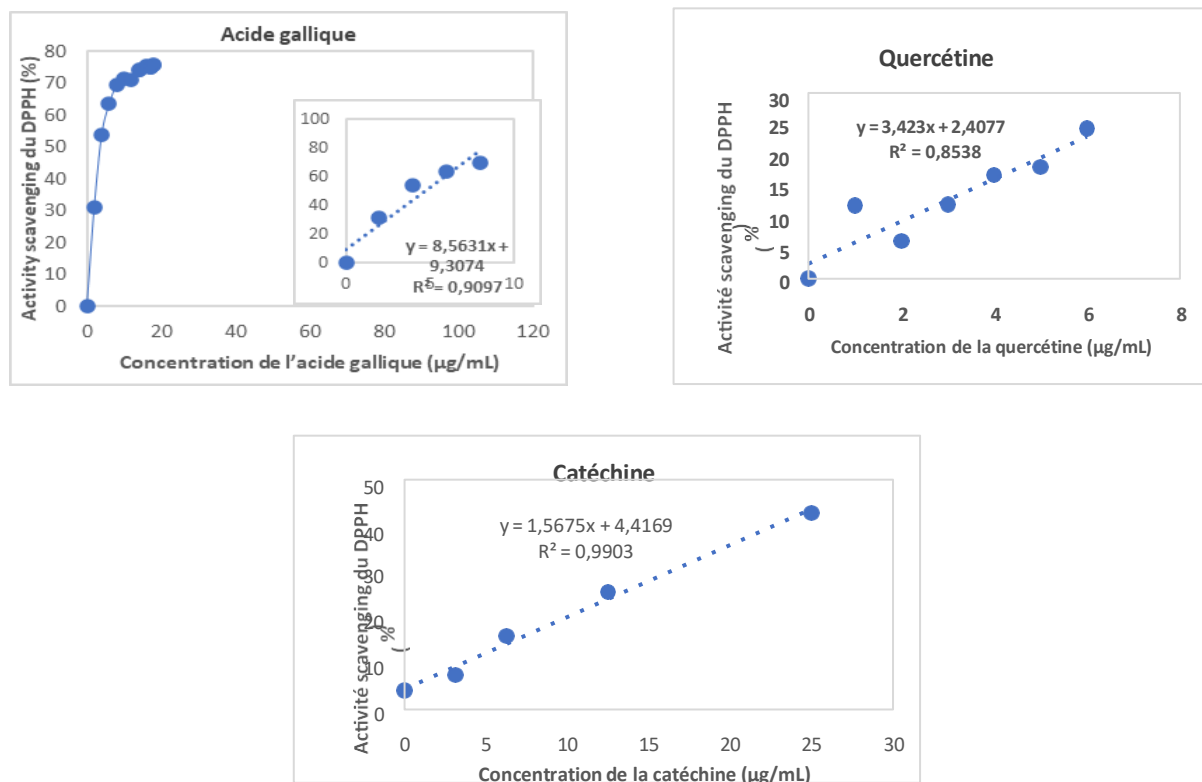 Acide gallique
Activity scavenging du DPPH (%)
80
70
60
50
40
30
20
10
0
0 20 40 60 80 100 120
Concentration de l'acide gallique (µg/mL)
100
80
60
40
20
0
0 5 10
y = 8,5631x +
9,3074
R² = 0,9097
Quercétine
Activité scavenging du DPPH
(%)
30
25
20
15
10
5
0
y = 3,423x + 2,4077
R² = 0,8538
0 2 4 6 8
Concentration de la quercétine (µg/mL)
Catéchine
Activité scavenging du DPPH
(%)
50
40
30
20
10
0
y = 1,5675x + 4,4169
R² = 0,9903
0 5 10 15 20 25 30
Concentration de la catéchine (µg/mL)